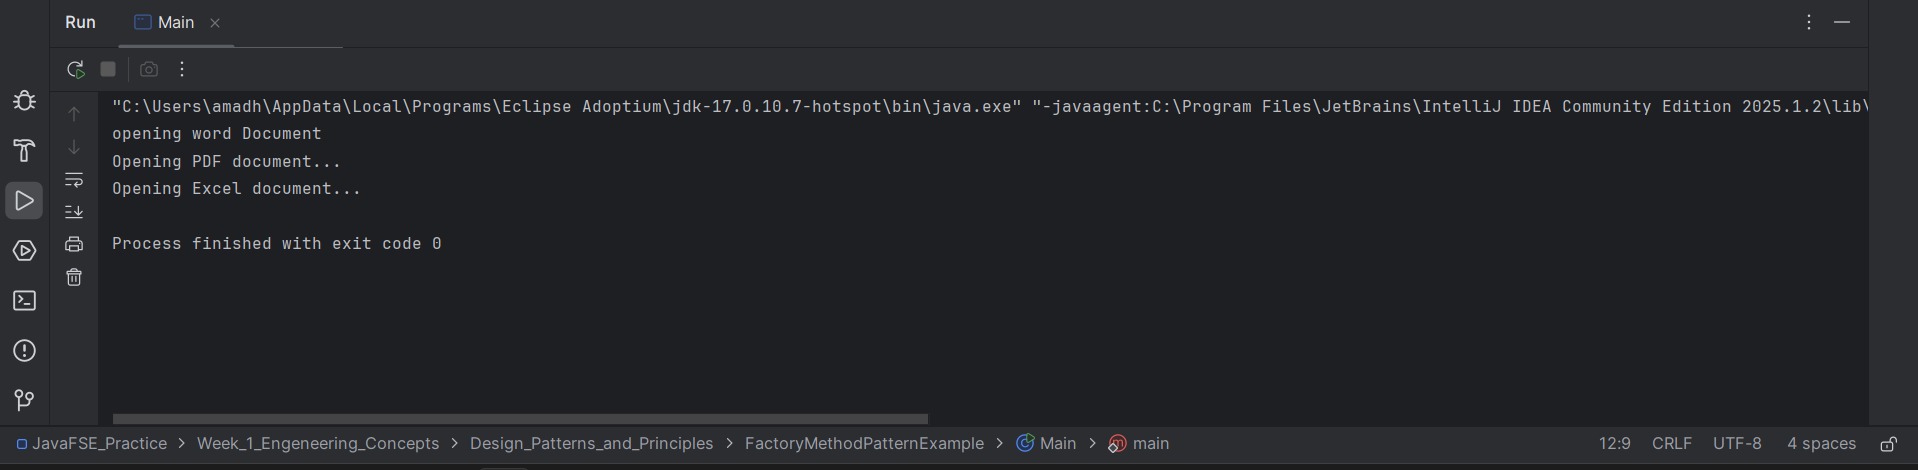 Run Main
"C:\Users\amadh\AppData\Local\Programs\Eclipse Adoptium\jdk-17.0.10.7-hotspot\bin\java.exe" "-javaagent:C:\Program Files\JetBrains\IntelliJ IDEA Community Edition 2025.1.2\lib\
opening word Document
Opening PDF document...
Opening Excel document...
Process finished with exit code 0
JavaFSE_Practice > Week_1_Engeneering_Concepts > Design_Patterns_and_Principles > FactoryMethodPatternExample > Main > main 12:9 CRLF UTF-8 4 spaces